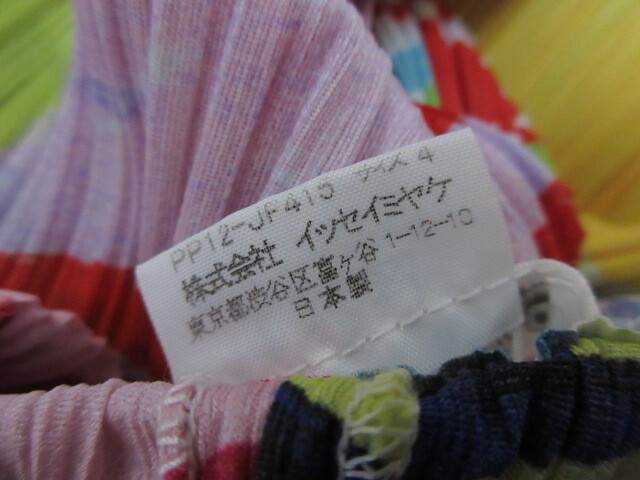 PP12-JF415 サイズ 4
株式会社 イッセイミヤケ
東京都渋谷区富ヶ谷 1-12-10
日本製